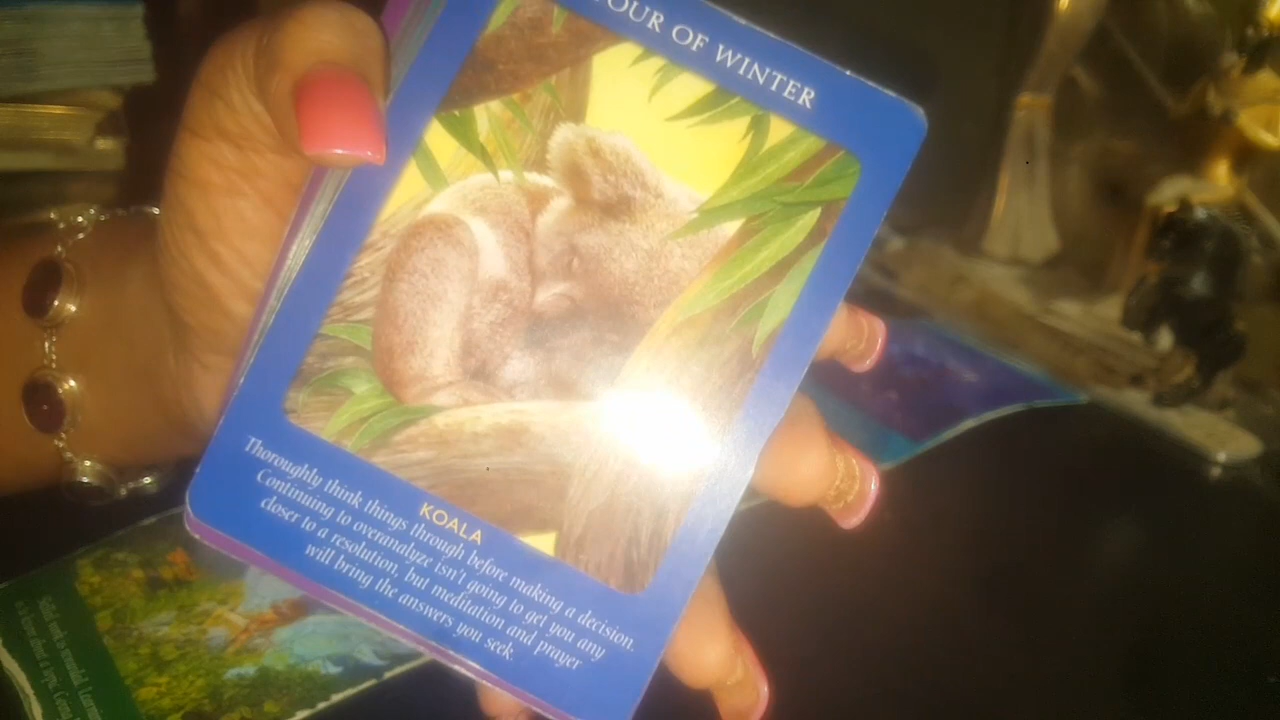 OUR OF WINTER
KOALA
Thoroughly think things through before making a decision.
Continuing to overanalyze isn't going to get you any
closer to a resolution, but meditation and prayer
will bring the answers you seek.